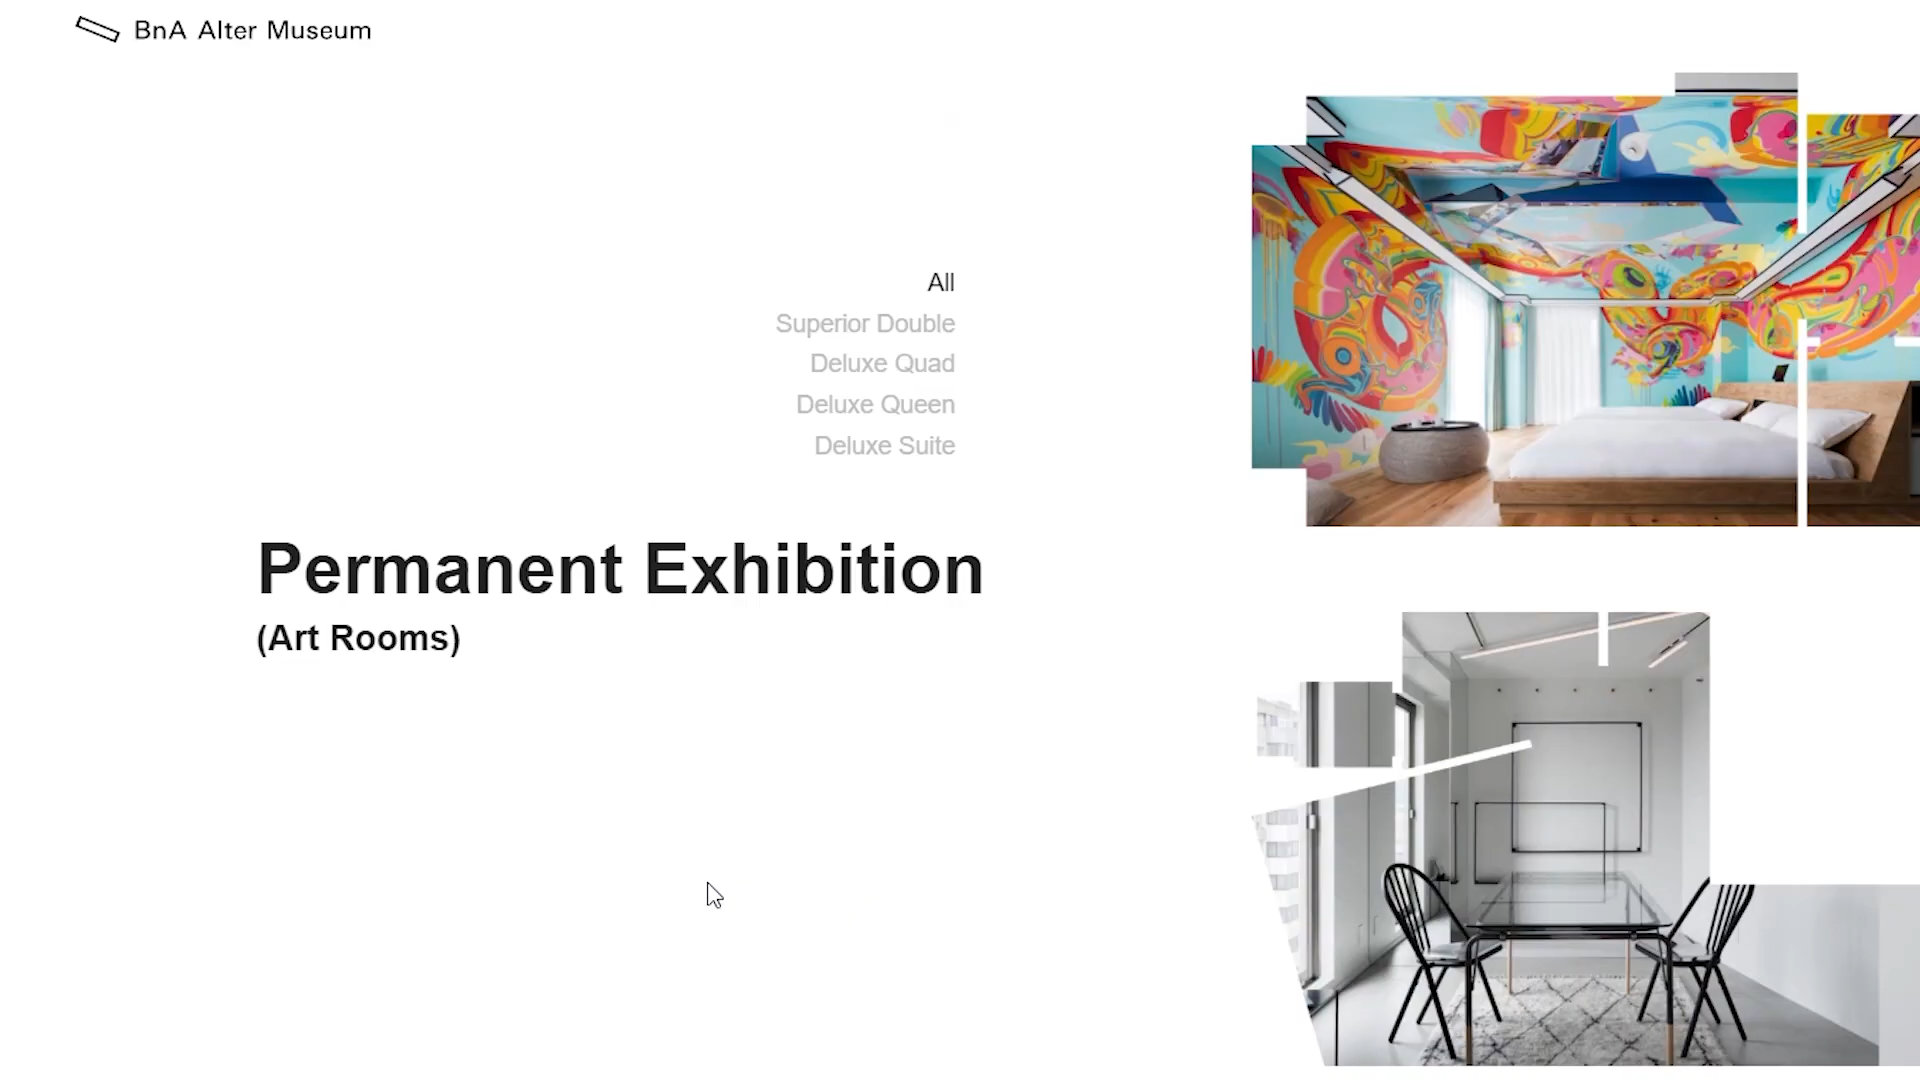 BnA Alter Museum
All
Superior Double
Deluxe Quad
Deluxe Queen
Deluxe Suite
Permanent Exhibition
(Art Rooms)